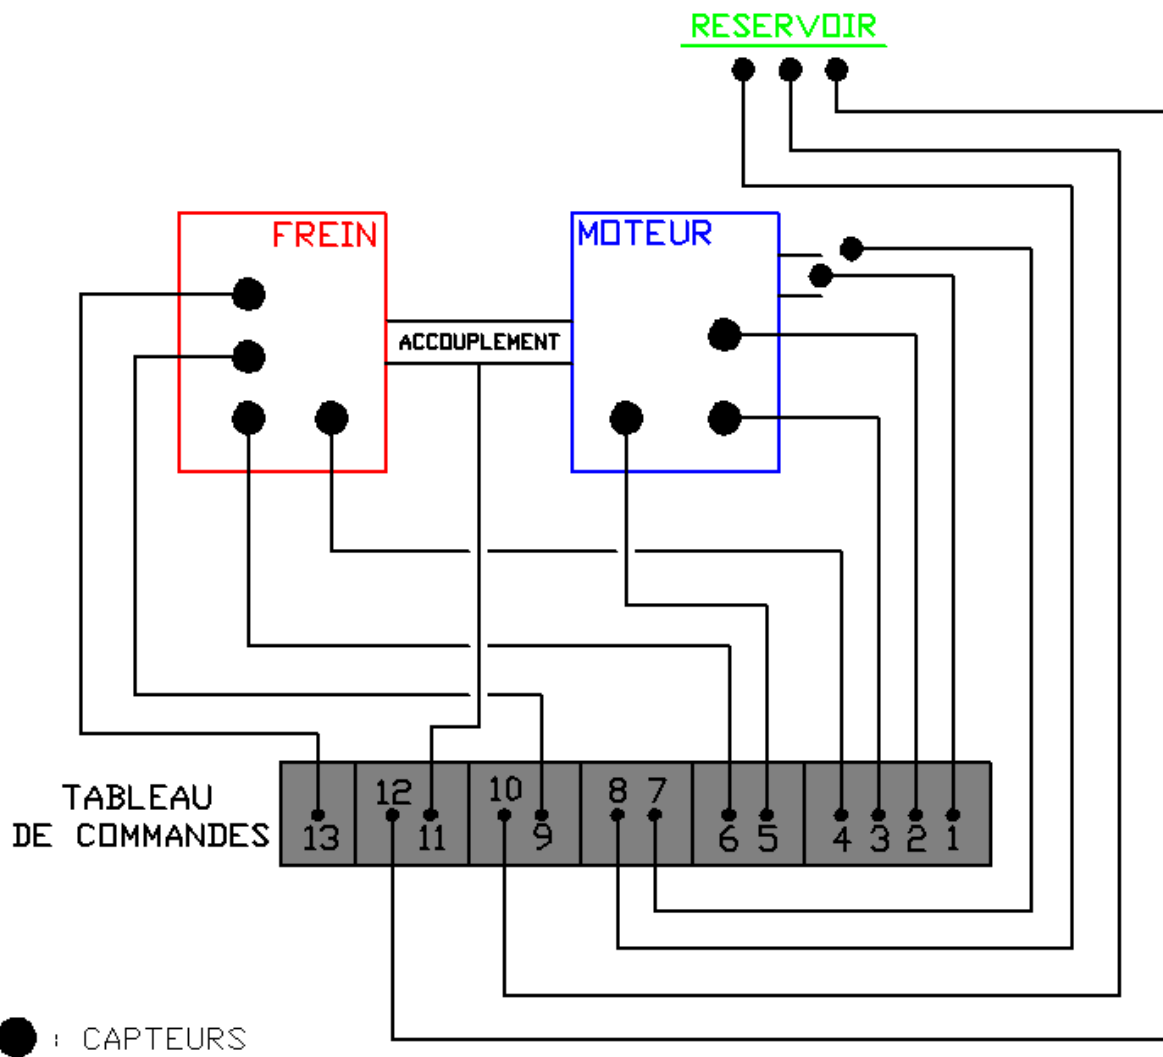 RESERVOIR
FREIN
MOTEUR
ACCOUPLEMENT
TABLEAU
DE COMMANDES
12 10 8 7
13 11 9 6 5 4 3 2 1
: CAPTEURS